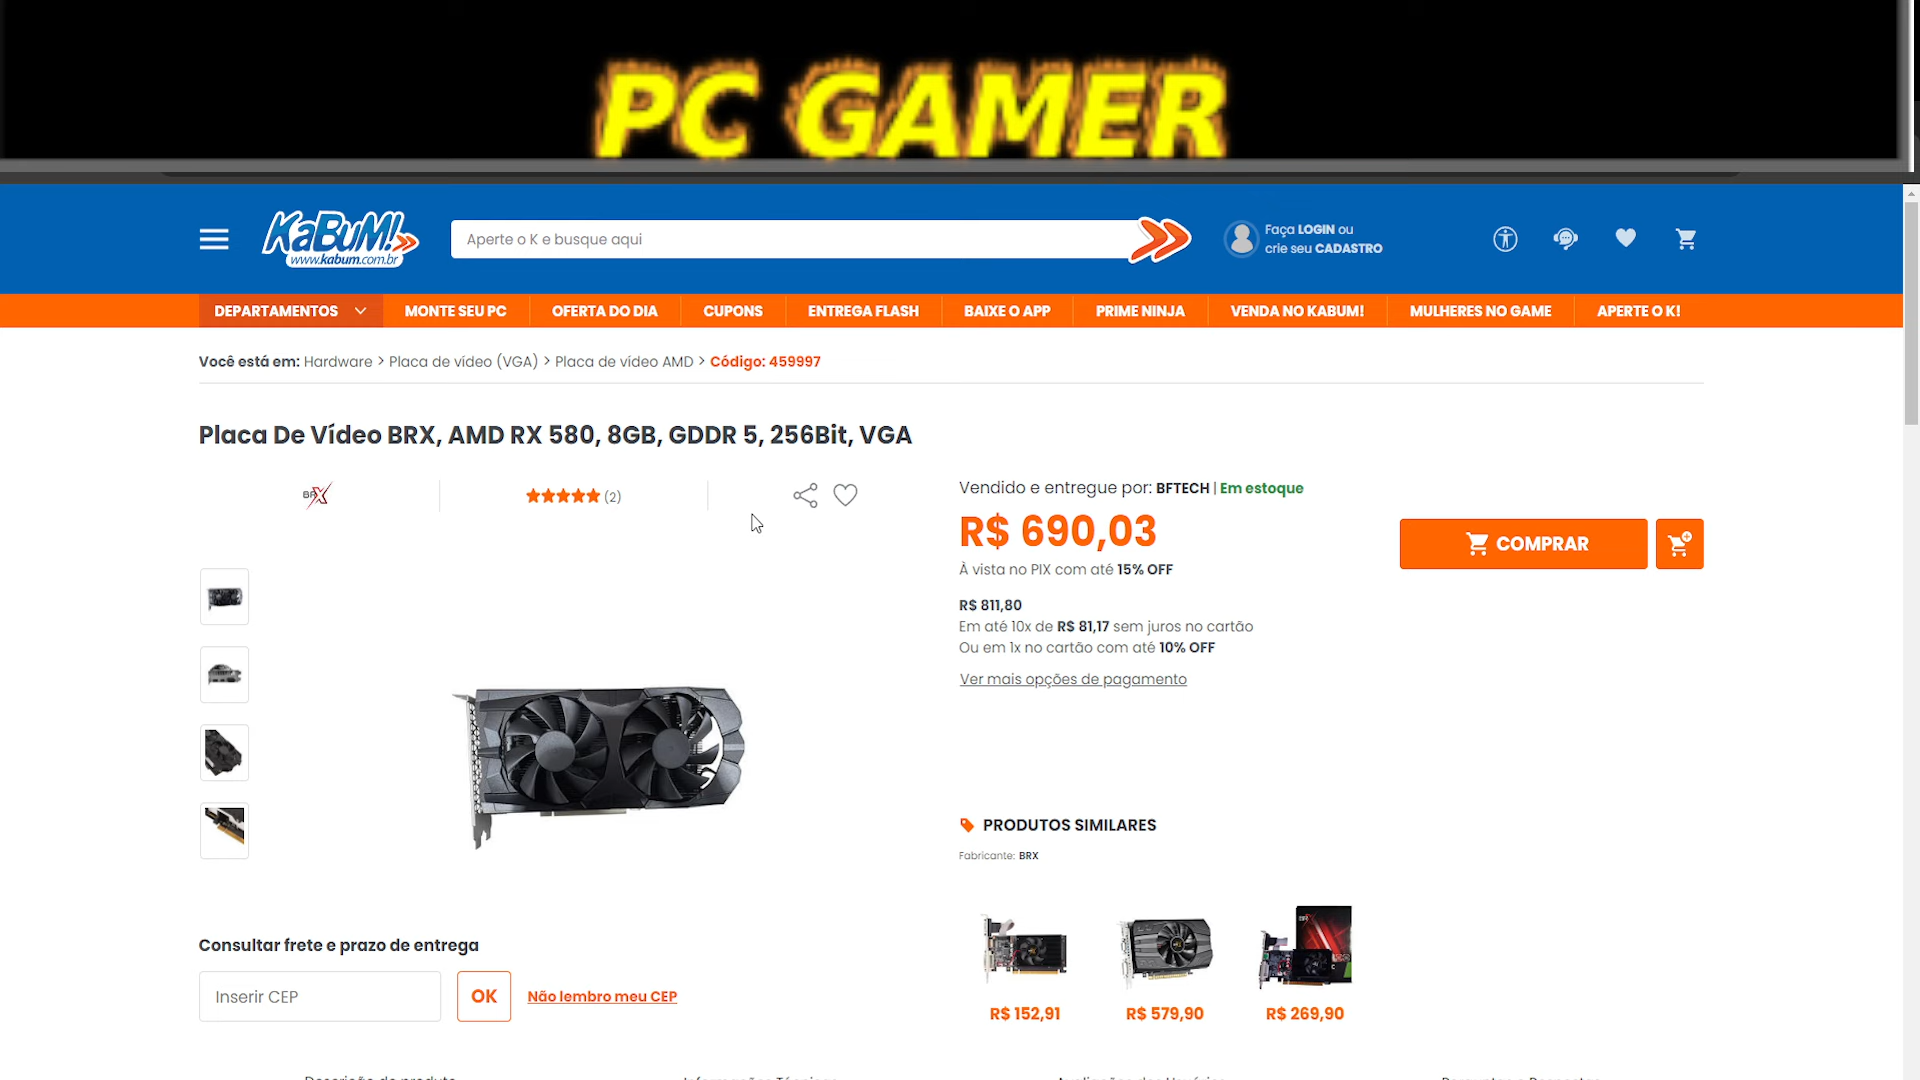 PC GAMER
KaBuM!
www.kabum.com.br
Aperte o K e busque aqui
Faça LOGIN ou
crie seu CADASTRO
DEPARTAMENTOS
MONTE SEU PC
OFERTA DO DIA
CUPONS
ENTREGA FLASH
BAIXE O APP
PRIME NINJA
VENDA NO KABUM!
MULHERES NO GAME
APERTE O K!
Você está em: Hardware > Placa de vídeo (VGA) > Placa de vídeo AMD > Código: 459997
Placa De Vídeo BRX, AMD RX 580, 8GB, GDDR 5, 256Bit, VGA
BRX
(2)
Vendido e entregue por: BFTECH | Em estoque
R$ 690,03
COMPRAR
À vista no PIX com até 15% OFF
R$ 811,80
Em até 10x de R$ 81,17 sem juros no cartão
Ou em 1x no cartão com até 10% OFF
Ver mais opções de pagamento
PRODUTOS SIMILARES
Fabricante: BRX
R$ 152,91
R$ 579,90
R$ 269,90
Consultar frete e prazo de entrega
Inserir CEP
OK
Não lembro meu CEP